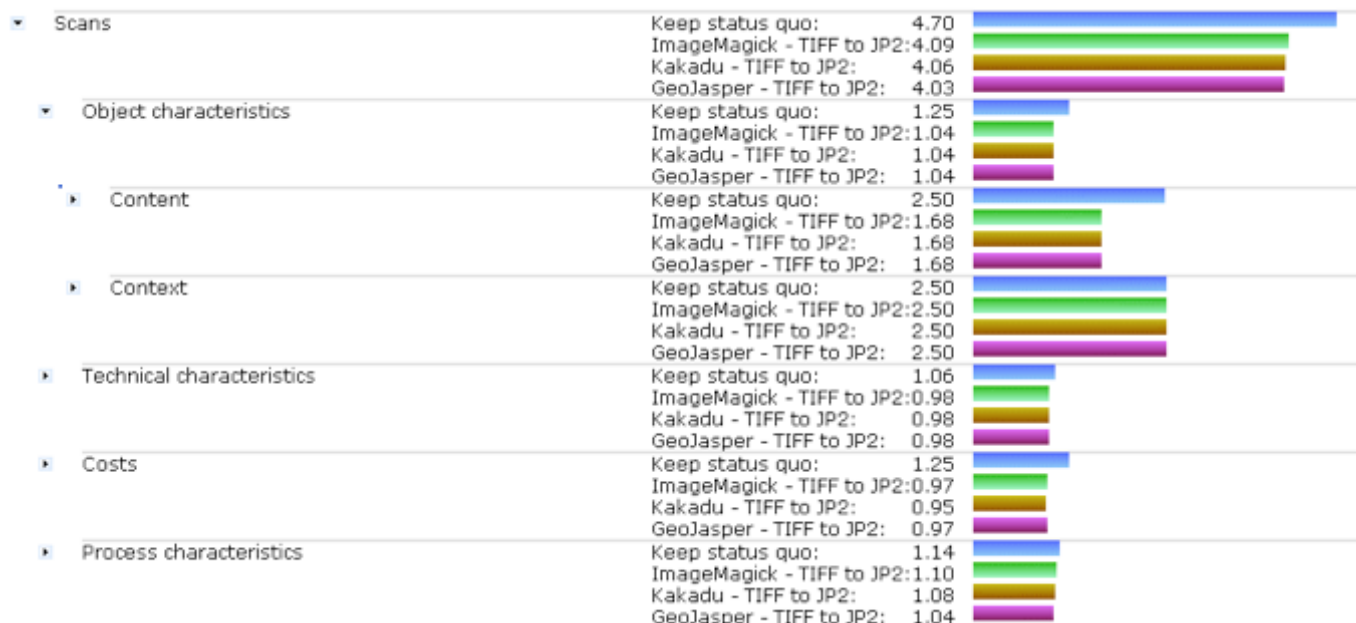 Scans Keep status quo: 4.70
ImageMagick - TIFF to JP2:4.09
Kakadu - TIFF to JP2: 4.06
GeoJasper - TIFF to JP2: 4.03
Object characteristics Keep status quo: 1.25
ImageMagick - TIFF to JP2:1.04
Kakadu - TIFF to JP2: 1.04
GeoJasper - TIFF to JP2: 1.04
Content Keep status quo: 2.50
ImageMagick - TIFF to JP2:1.68
Kakadu - TIFF to JP2: 1.68
GeoJasper - TIFF to JP2: 1.68
Context Keep status quo: 2.50
ImageMagick - TIFF to JP2:2.50
Kakadu - TIFF to JP2: 2.50
GeoJasper - TIFF to JP2: 2.50
Technical characteristics Keep status quo: 1.06
ImageMagick - TIFF to JP2:0.98
Kakadu - TIFF to JP2: 0.98
GeoJasper - TIFF to JP2: 0.98
Costs Keep status quo: 1.25
ImageMagick - TIFF to JP2:0.97
Kakadu - TIFF to JP2: 0.95
GeoJasper - TIFF to JP2: 0.97
Process characteristics Keep status quo: 1.14
ImageMagick - TIFF to JP2:1.10
Kakadu - TIFF to JP2: 1.08
GeoJasper - TIFF to JP2: 1.04